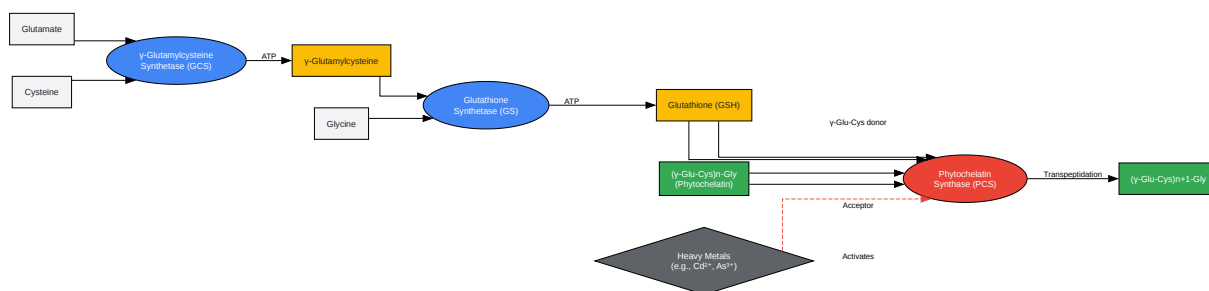 Glutamate
Cysteine
γ-Glutamylcysteine
Synthetase (GCS)
ATP
γ-Glutamylcysteine
Glycine
Glutathione
Synthetase (GS)
ATP
Glutathione (GSH)
γ-Glu-Cys donor
(γ-Glu-Cys)n-Gly
(Phytochelatin)
Phytochelatin
Synthase (PCS)
Transpeptidation
(γ-Glu-Cys)n+1-Gly
Acceptor
Heavy Metals
(e.g., Cd²⁺, As³⁺)
Activates